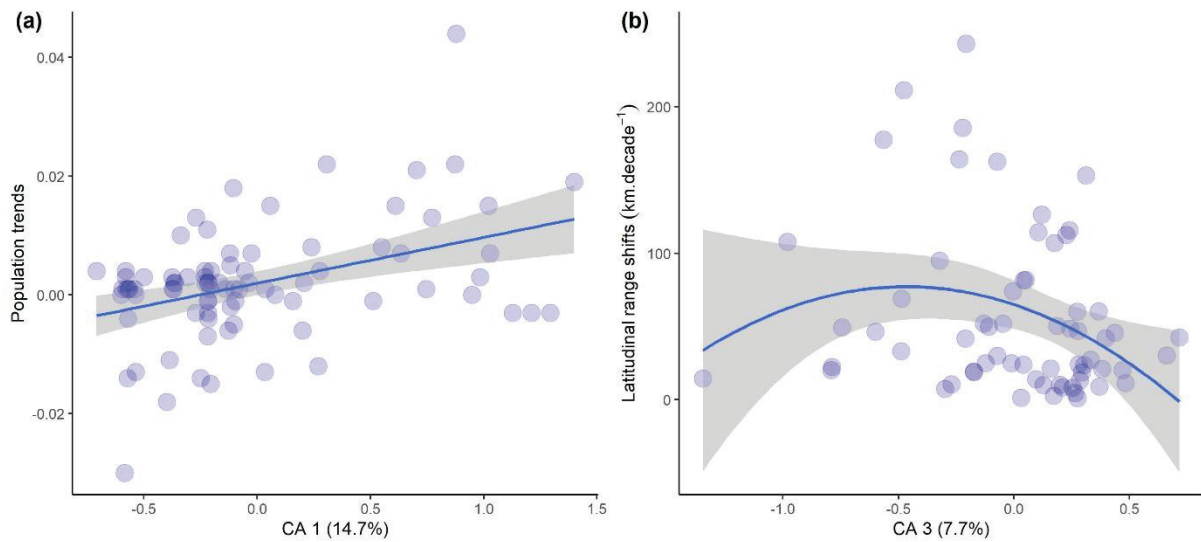 (a)
Population trends
0.04
0.02
0.00
-0.02
-0.5
0.0
0.5
1.0
1.5
CA 1 (14.7%)
(b)
Latitudinal range shifts (km.decade⁻¹)
200
100
0
-1.0
-0.5
0.0
0.5
CA 3 (7.7%)